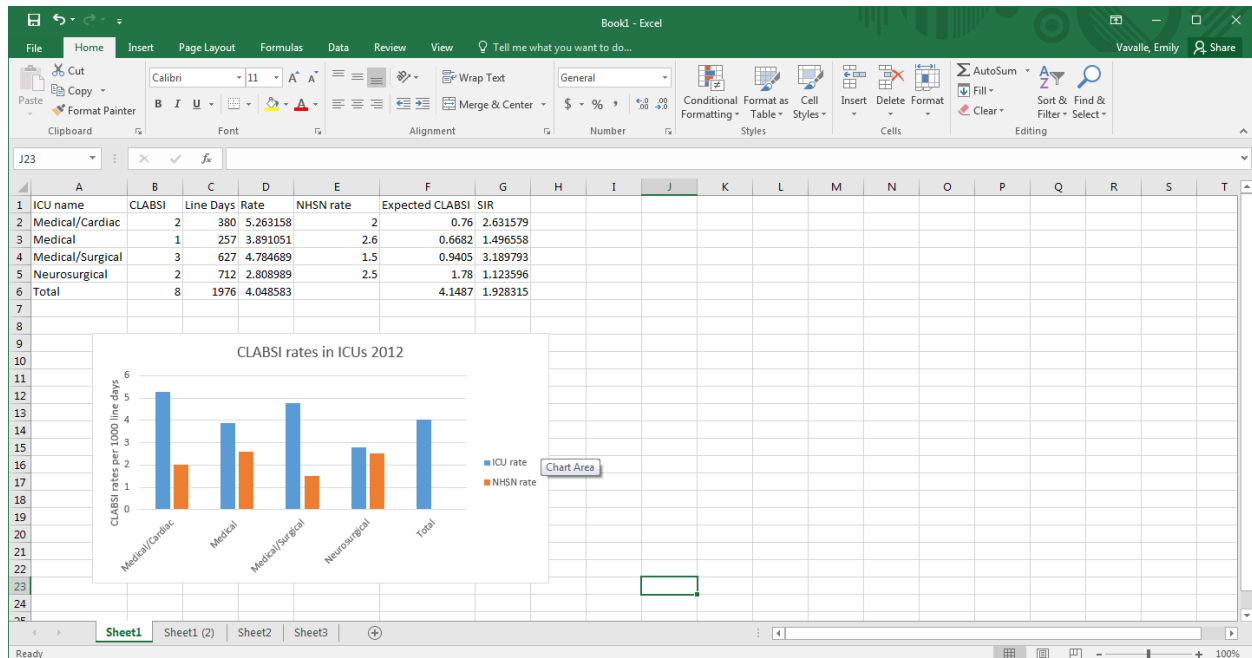 Book1 - Excel
File Home Insert Page Layout Formulas Data Review View Tell me what you want to do... Vavalle, Emily Share
Paste
Cut
Copy
Format Painter
Clipboard
Calibri 11 A A
B I U A
Font
Wrap Text
Merge & Center
Alignment
General
$ % , .0 .00 .00 .0
Number
Conditional Formatting
Format as Table
Cell Styles
Styles
Insert Delete Format
Cells
AutoSum
Fill
Clear
Sort & Filter
Find & Select
Editing
J23 fx
A B C D E F G H I J K L M N O P Q R S T
1 ICU name CLABSI Line Days Rate NHSN rate Expected CLABSI SIR
2 Medical/Cardiac 2 380 5.263158 2 0.76 2.631579
3 Medical 1 257 3.891051 2.6 0.6682 1.496558
4 Medical/Surgical 3 627 4.784689 1.5 0.9405 3.189793
5 Neurosurgical 2 712 2.808989 2.5 1.78 1.123596
6 Total 8 1976 4.048583 4.1487 1.928315
7
8
9
10
11
12
13
14
15
16
17
18
19
20
21
22
23
24
25
CLABSI rates in ICUs 2012
CLABSI rates per 1000 line days
6
5
4
3
2
1
0
Medical/Cardiac
Medical
Medical/Surgical
Neurosurgical
Total
ICU rate
NHSN rate
Chart Area
Sheet1 Sheet1 (2) Sheet2 Sheet3
Ready 100%